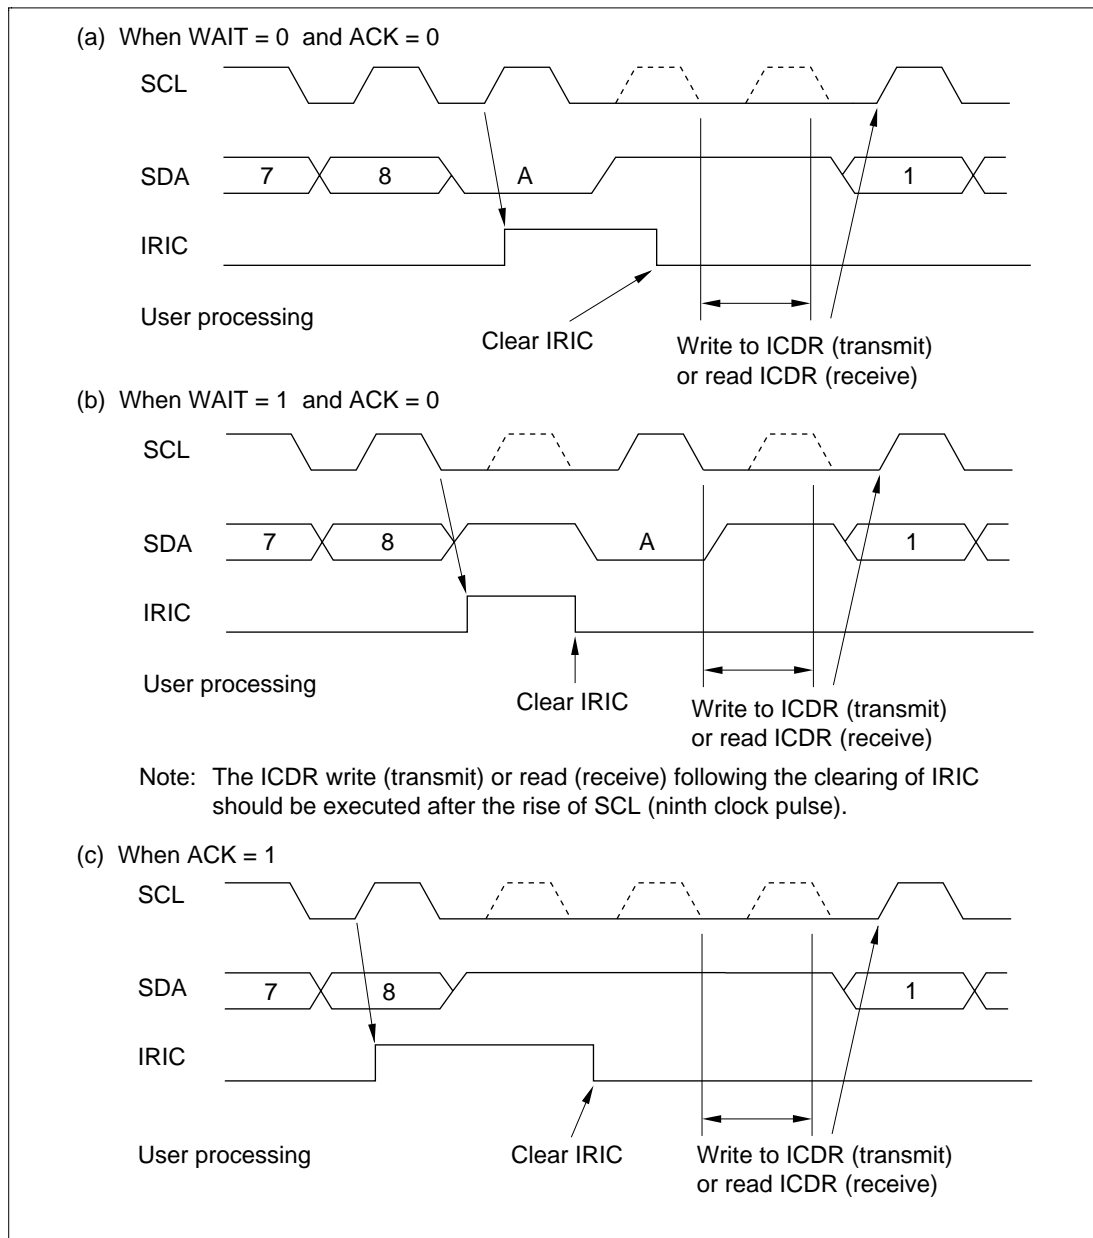 (a) When WAIT = 0 and ACK = 0
SCL
SDA 7 8 A 1
IRIC
User processing
Clear IRIC
Write to ICDR (transmit)
or read ICDR (receive)
(b) When WAIT = 1 and ACK = 0
SCL
SDA 7 8 A 1
IRIC
User processing
Clear IRIC
Write to ICDR (transmit)
or read ICDR (receive)
Note: The ICDR write (transmit) or read (receive) following the clearing of IRIC
should be executed after the rise of SCL (ninth clock pulse).
(c) When ACK = 1
SCL
SDA 7 8 1
IRIC
User processing
Clear IRIC
Write to ICDR (transmit)
or read ICDR (receive)